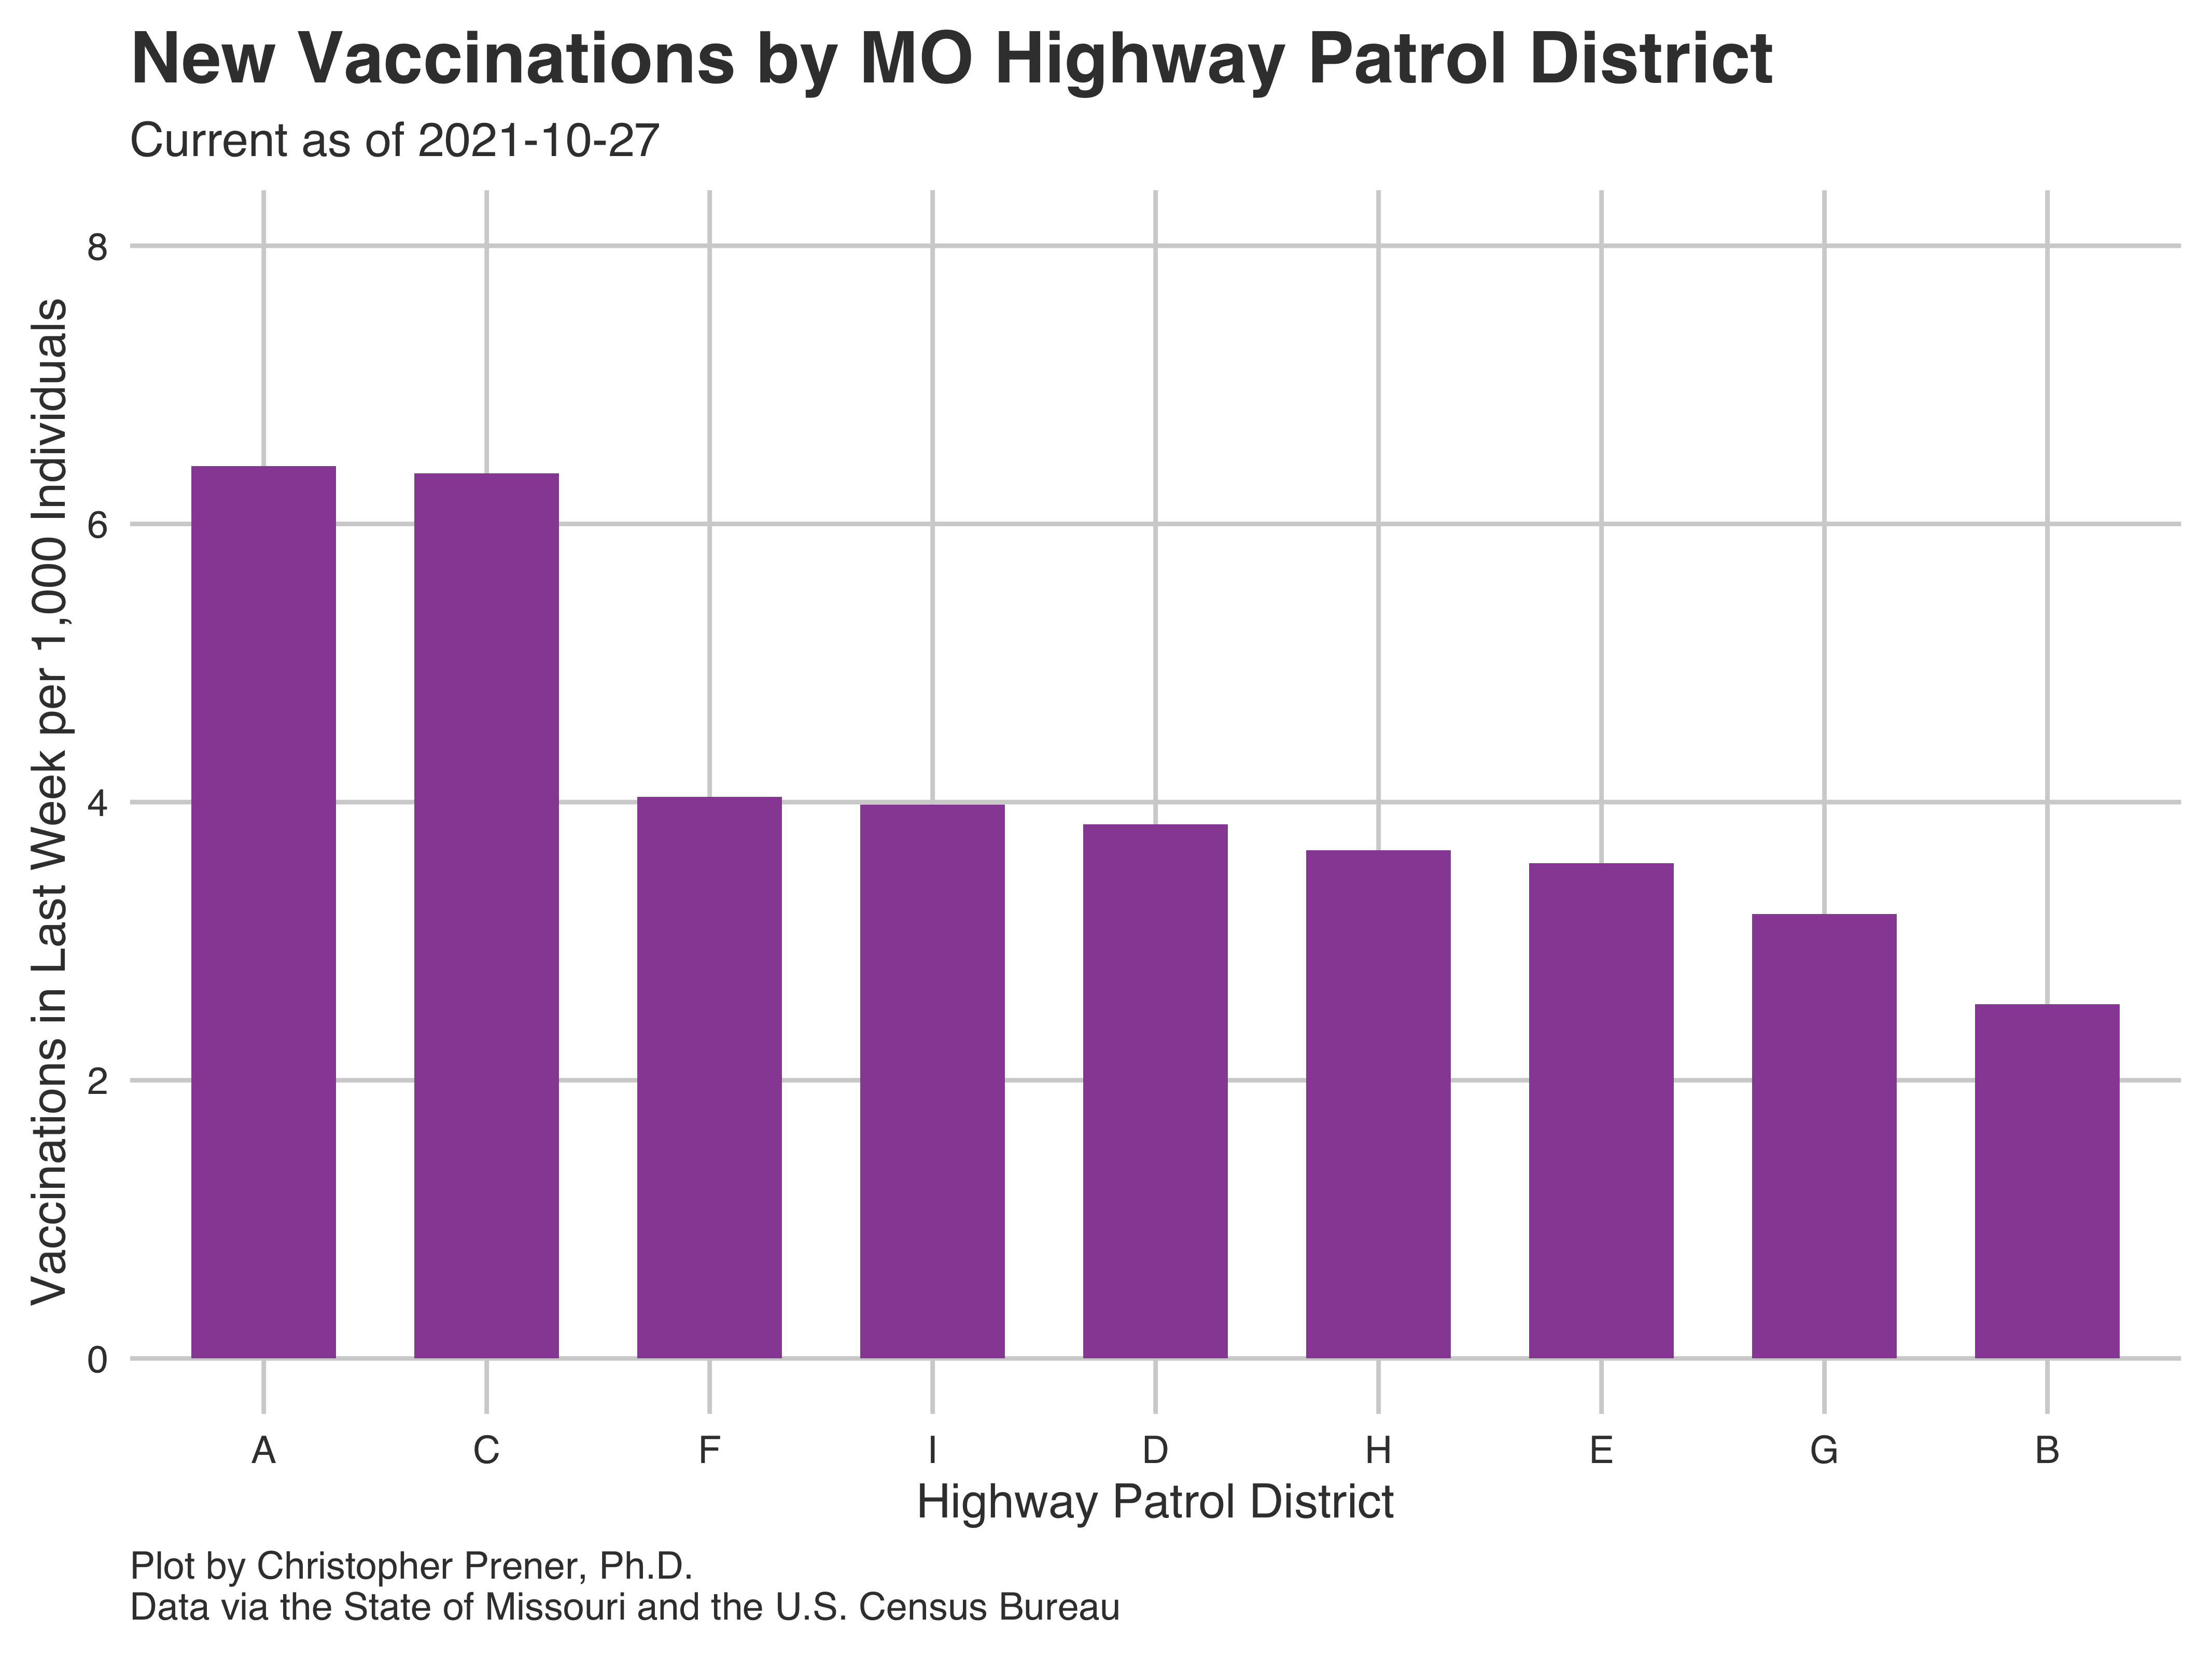 New Vaccinations by MO Highway Patrol District
Current as of 2021-10-27
Vaccinations in Last Week per 1,000 Individuals
8
6
4
2
0
A C F I D H E G B
Highway Patrol District
Plot by Christopher Prener, Ph.D.
Data via the State of Missouri and the U.S. Census Bureau